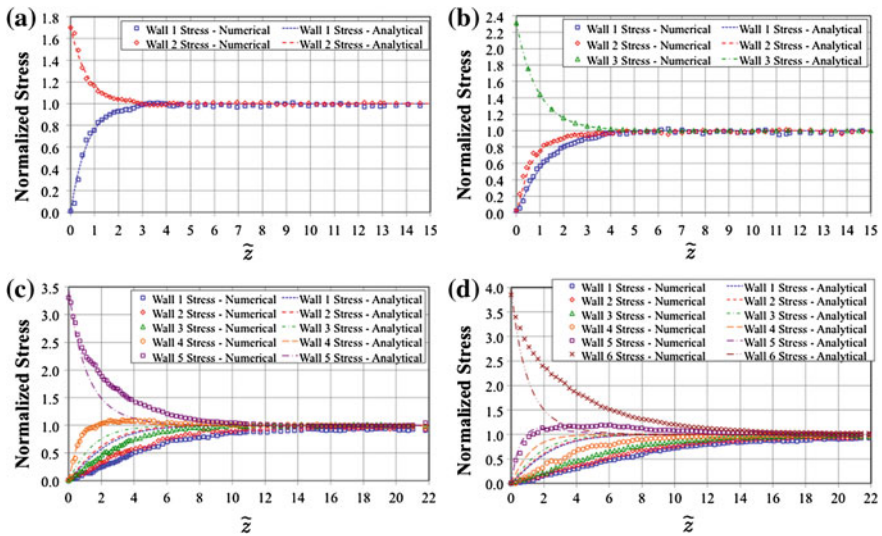 (a)
Normalized Stress
1.8
1.6
1.4
1.2
1.0
0.8
0.6
0.4
0.2
0.0
Wall 1 Stress - Numerical Wall 1 Stress - Analytical
Wall 2 Stress - Numerical Wall 2 Stress - Analytical
0 1 2 3 4 5 6 7 8 9 10 11 12 13 14 15
z̃
(b)
Normalized Stress
2.4
2.2
2.0
1.8
1.6
1.4
1.2
1.0
0.8
0.6
0.4
0.2
0.0
Wall 1 Stress - Numerical Wall 1 Stress - Analytical
Wall 2 Stress - Numerical Wall 2 Stress - Analytical
Wall 3 Stress - Numerical Wall 3 Stress - Analytical
0 1 2 3 4 5 6 7 8 9 10 11 12 13 14 15
z̃
(c)
Normalized Stress
3.5
3.0
2.5
2.0
1.5
1.0
0.5
0.0
Wall 1 Stress - Numerical Wall 1 Stress - Analytical
Wall 2 Stress - Numerical Wall 2 Stress - Analytical
Wall 3 Stress - Numerical Wall 3 Stress - Analytical
Wall 4 Stress - Numerical Wall 4 Stress - Analytical
Wall 5 Stress - Numerical Wall 5 Stress - Analytical
0 2 4 6 8 10 12 14 16 18 20 22
z̃
(d)
Normalized Stress
4.0
3.5
3.0
2.5
2.0
1.5
1.0
0.5
0.0
Wall 1 Stress - Numerical Wall 1 Stress - Analytical
Wall 2 Stress - Numerical Wall 2 Stress - Analytical
Wall 3 Stress - Numerical Wall 3 Stress - Analytical
Wall 4 Stress - Numerical Wall 4 Stress - Analytical
Wall 5 Stress - Numerical Wall 5 Stress - Analytical
Wall 6 Stress - Numerical Wall 6 Stress - Analytical
0 2 4 6 8 10 12 14 16 18 20 22
z̃